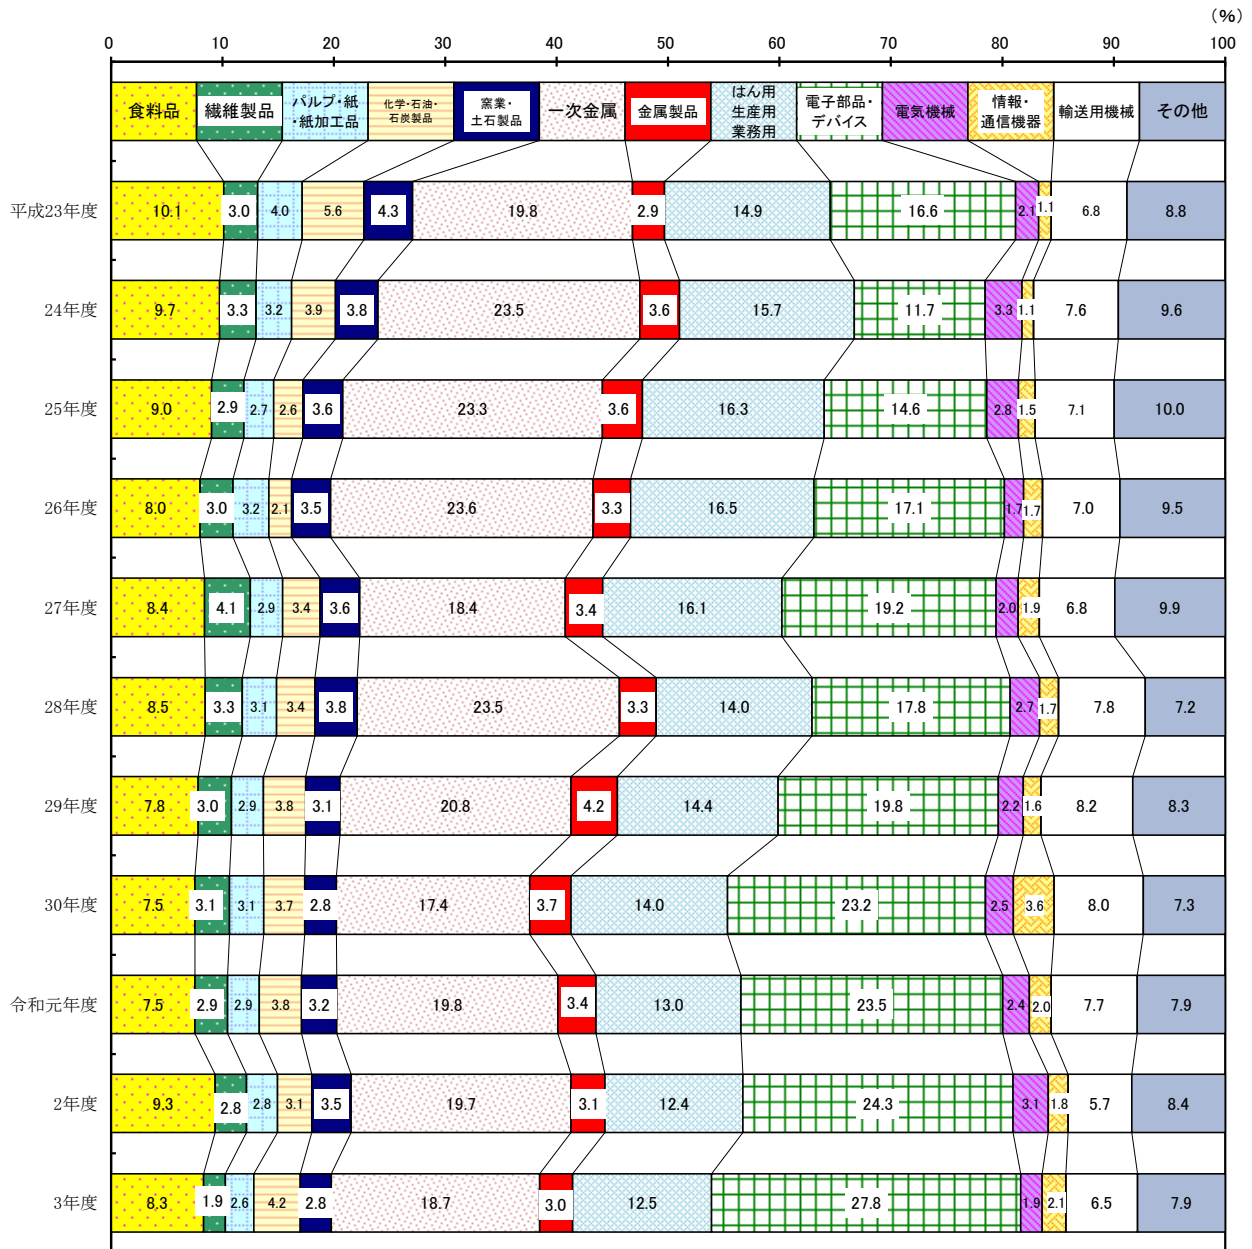 (%)
0 10 20 30 40 50 60 70 80 90 100
食料品
繊維製品
パルプ・紙
・紙加工品
化学・石油・
石炭製品
窯業・
土石製品
一次金属
金属製品
はん用
生産用
業務用
電子部品・
デバイス
電気機械
情報・
通信機器
輸送用機械
その他
平成23年度 10.1 3.0 4.0 5.6 4.3 19.8 2.9 14.9 16.6 2.1 1.1 6.8 8.8
24年度 9.7 3.3 3.2 3.9 3.8 23.5 3.6 15.7 11.7 3.3 1.1 7.6 9.6
25年度 9.0 2.9 2.7 2.6 3.6 23.3 3.6 16.3 14.6 2.8 1.5 7.1 10.0
26年度 8.0 3.0 3.2 2.1 3.5 23.6 3.3 16.5 17.1 1.7 1.7 7.0 9.5
27年度 8.4 4.1 2.9 3.4 3.6 18.4 3.4 16.1 19.2 2.0 1.9 6.8 9.9
28年度 8.5 3.3 3.1 3.4 3.8 23.5 3.3 14.0 17.8 2.7 1.7 7.8 7.2
29年度 7.8 3.0 2.9 3.8 3.1 20.8 4.2 14.4 19.8 2.2 1.6 8.2 8.3
30年度 7.5 3.1 3.1 3.7 2.8 17.4 3.7 14.0 23.2 2.5 3.6 8.0 7.3
令和元年度 7.5 2.9 2.9 3.8 3.2 19.8 3.4 13.0 23.5 2.4 2.0 7.7 7.9
2年度 9.3 2.8 2.8 3.1 3.5 19.7 3.1 12.4 24.3 3.1 1.8 5.7 8.4
3年度 8.3 1.9 2.6 4.2 2.8 18.7 3.0 12.5 27.8 1.9 2.1 6.5 7.9